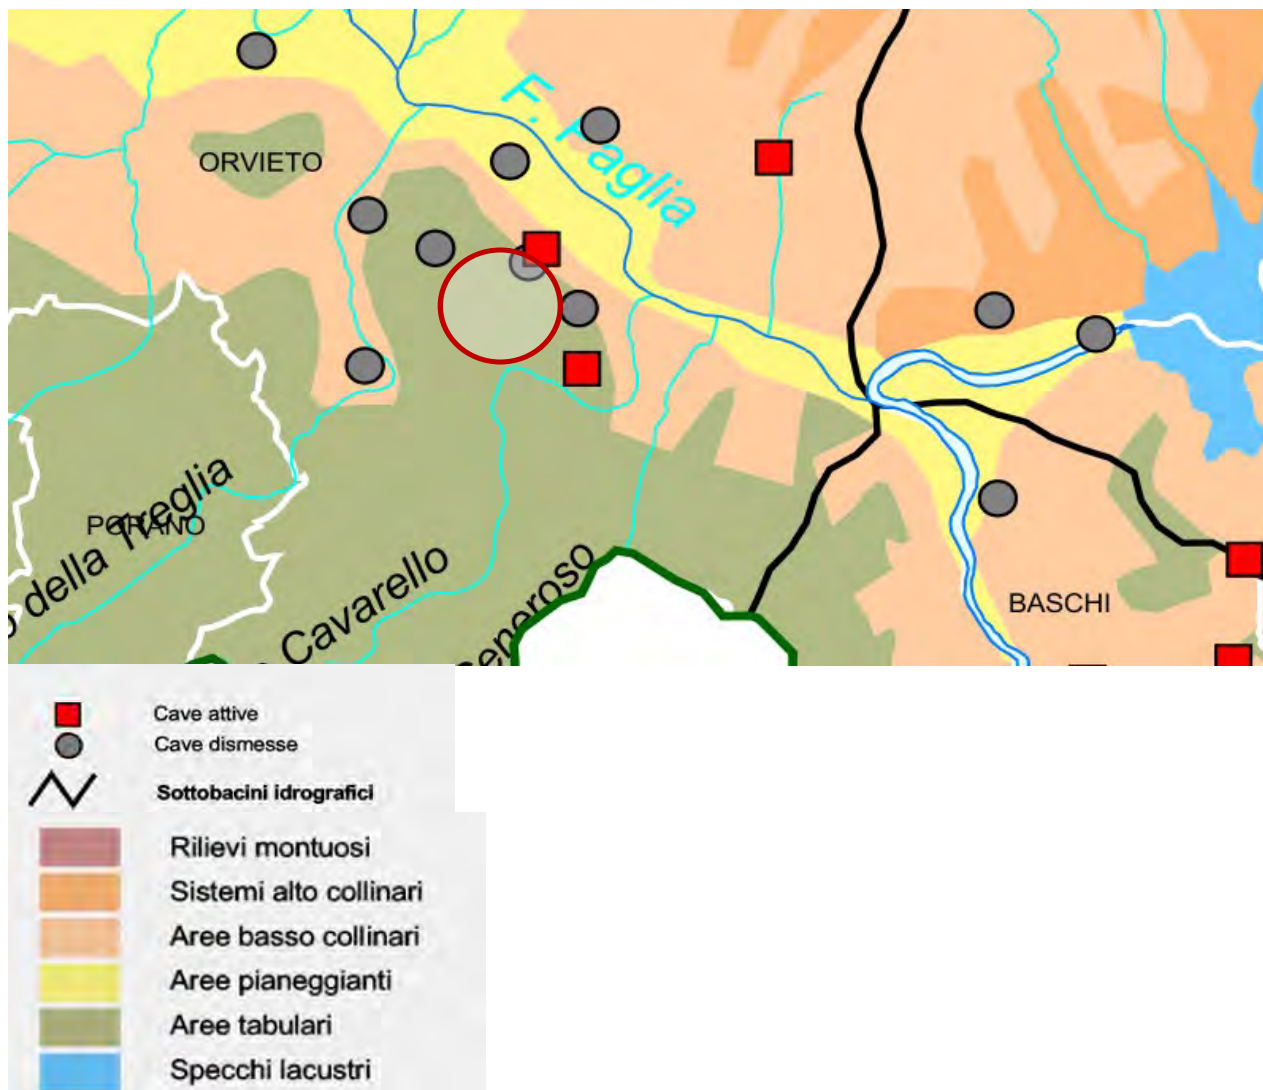 F. Paglia
ORVIETO
PORANO
o della Treglia
Cavarello
Generoso
BASCHI
Cave attive
Cave dismesse
Sottobacini idrografici
Rilievi montuosi
Sistemi alto collinari
Aree basso collinari
Aree pianeggianti
Aree tabulari
Specchi lacustri